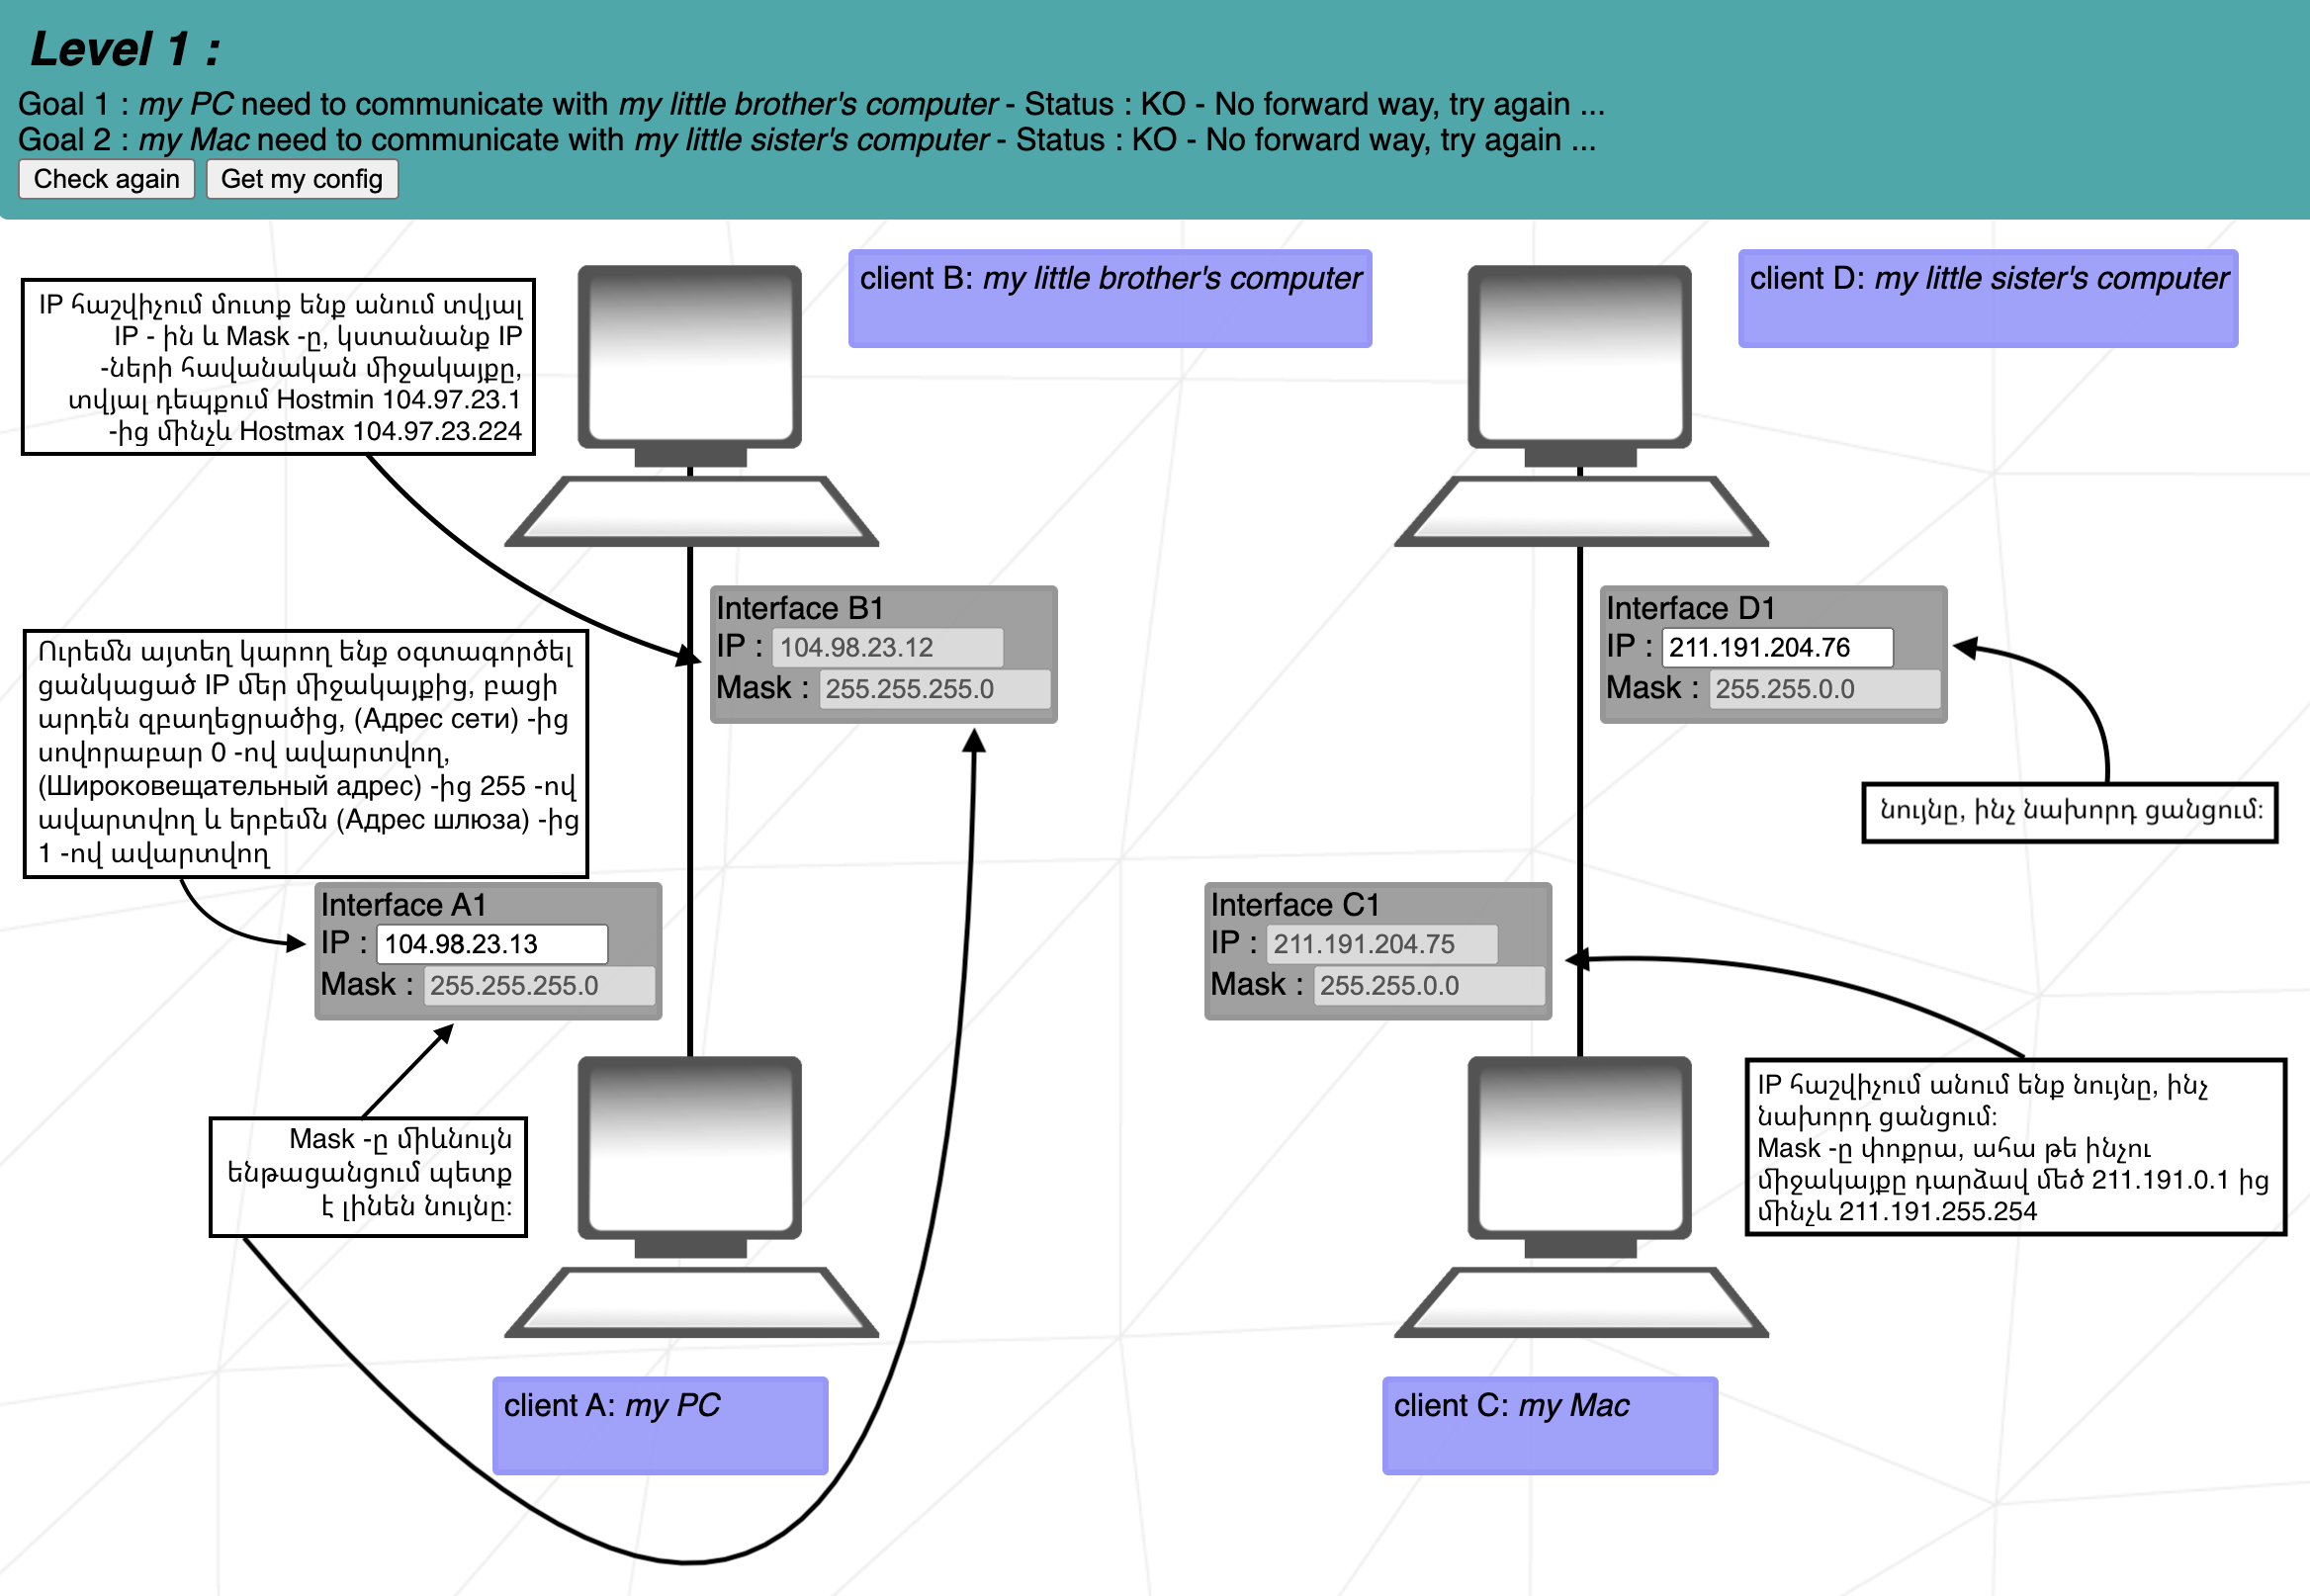 Level 1 :
Goal 1 : my PC need to communicate with my little brother's computer - Status : KO - No forward way, try again ...
Goal 2 : my Mac need to communicate with my little sister's computer - Status : KO - No forward way, try again ...
Check again Get my config
client B: my little brother's computer
client D: my little sister's computer
IP հաշվիչում մուտք ենք անում տվյալ
IP - ին և Mask -ը, կստանանք IP
-ների հավանական միջակայքը,
տվյալ դեպքում Hostmin 104.97.23.1
-ից մինչև Hostmax 104.97.23.224
Interface B1
IP : 104.98.23.12
Mask : 255.255.255.0
Interface D1
IP : 211.191.204.76
Mask : 255.255.0.0
Ուրեմն այտեղ կարող ենք օգտագործել
ցանկացած IP մեր միջակայքից, բացի
արդեն զբաղեցրածից, (Адрес сети) -ից
սովորաբար 0 -ով ավարտվող,
(Широковещательный адрес) -ից 255 -ով
ավարտվող և երբեմն (Адрес шлюза) -ից
1 -ով ավարտվող
նույնը, ինչ նախորդ ցանցում:
Interface A1
IP : 104.98.23.13
Mask : 255.255.255.0
Interface C1
IP : 211.191.204.75
Mask : 255.255.0.0
Mask -ը միևնույն
ենթացանցում պետք
է լինեն նույնը:
IP հաշվիչում անում ենք նույնը, ինչ
նախորդ ցանցում:
Mask -ը փոքրա, ահա թե ինչու
միջակայքը դարձավ մեծ 211.191.0.1 ից
մինչև 211.191.255.254
client A: my PC
client C: my Mac